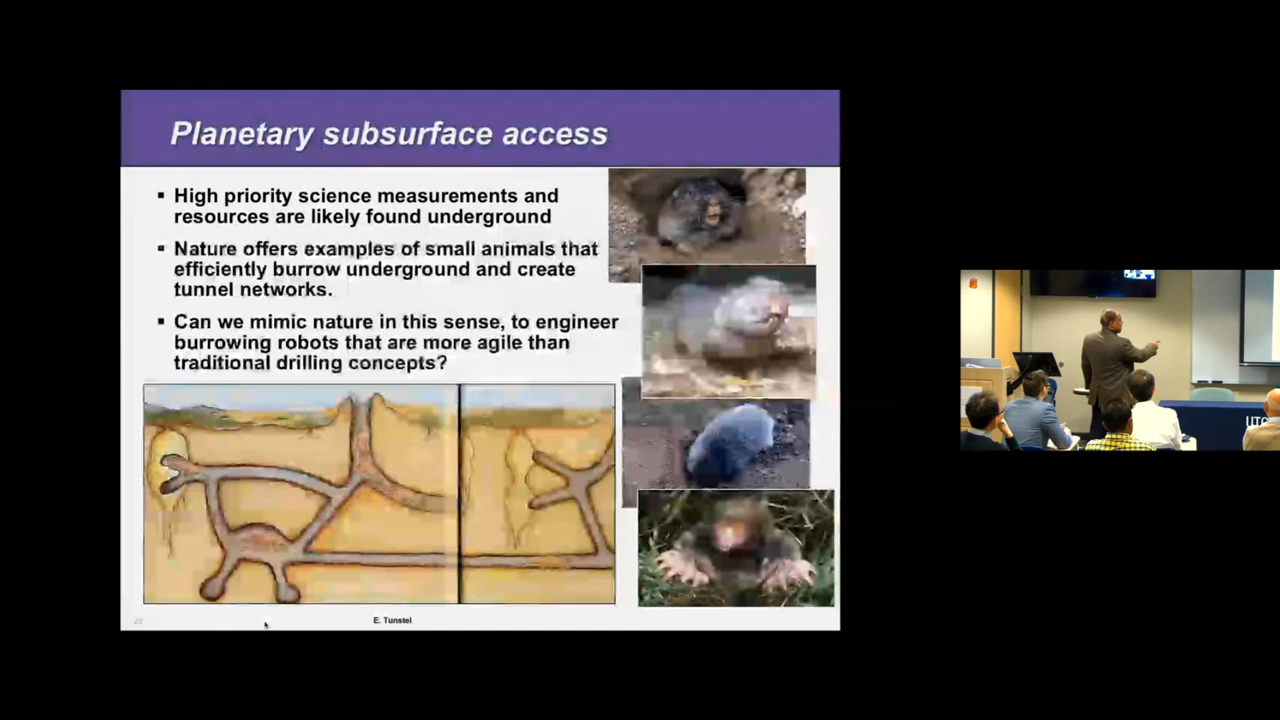 Planetary subsurface access
▪ High priority science measurements and
resources are likely found underground
▪ Nature offers examples of small animals that
efficiently burrow underground and create
tunnel networks.
▪ Can we mimic nature in this sense, to engineer
burrowing robots that are more agile than
traditional drilling concepts?
E. Tunstel